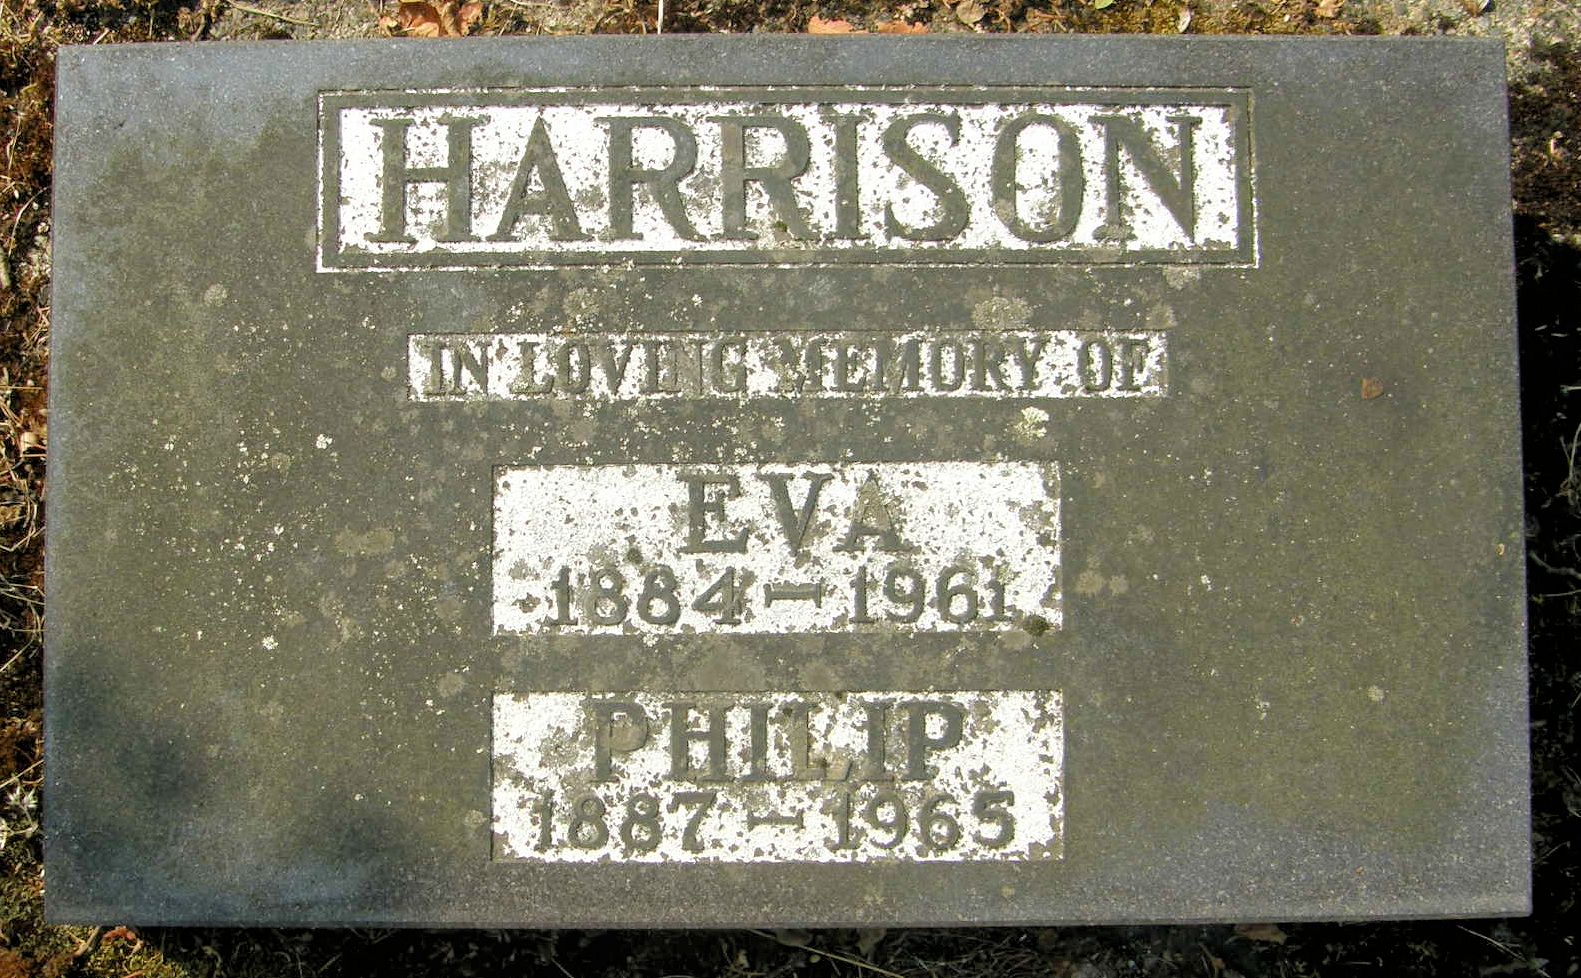 HARRISON
IN LOVING MEMORY OF
EVA
1884-1961
PHILIP
1887-1965